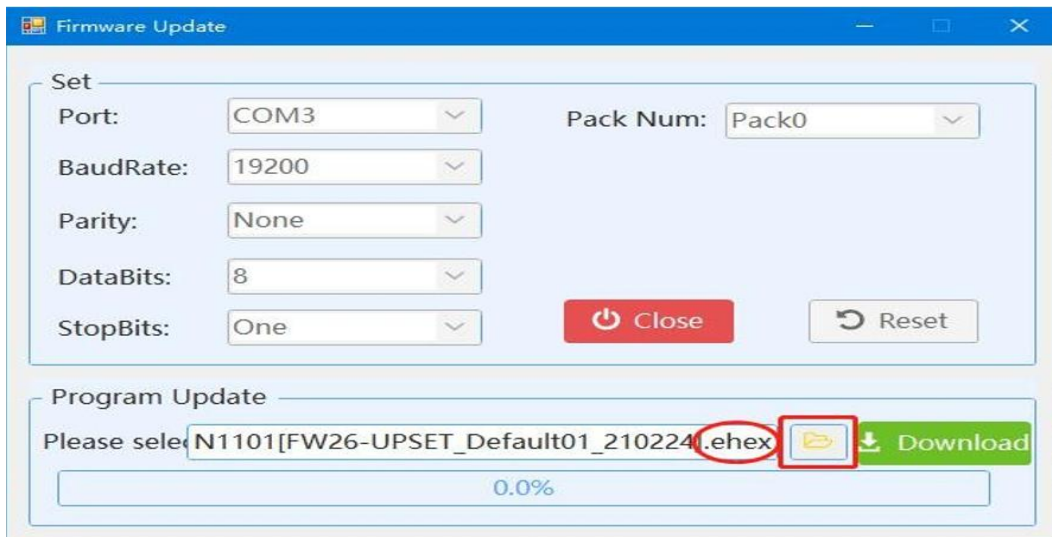 Firmware Update
Set
Port: COM3 Pack Num: Pack0
BaudRate: 19200
Parity: None
DataBits: 8
StopBits: One Close Reset
Program Update
Please sele N1101[FW26-UPSET_Default01_210224].ehex Download
0.0%